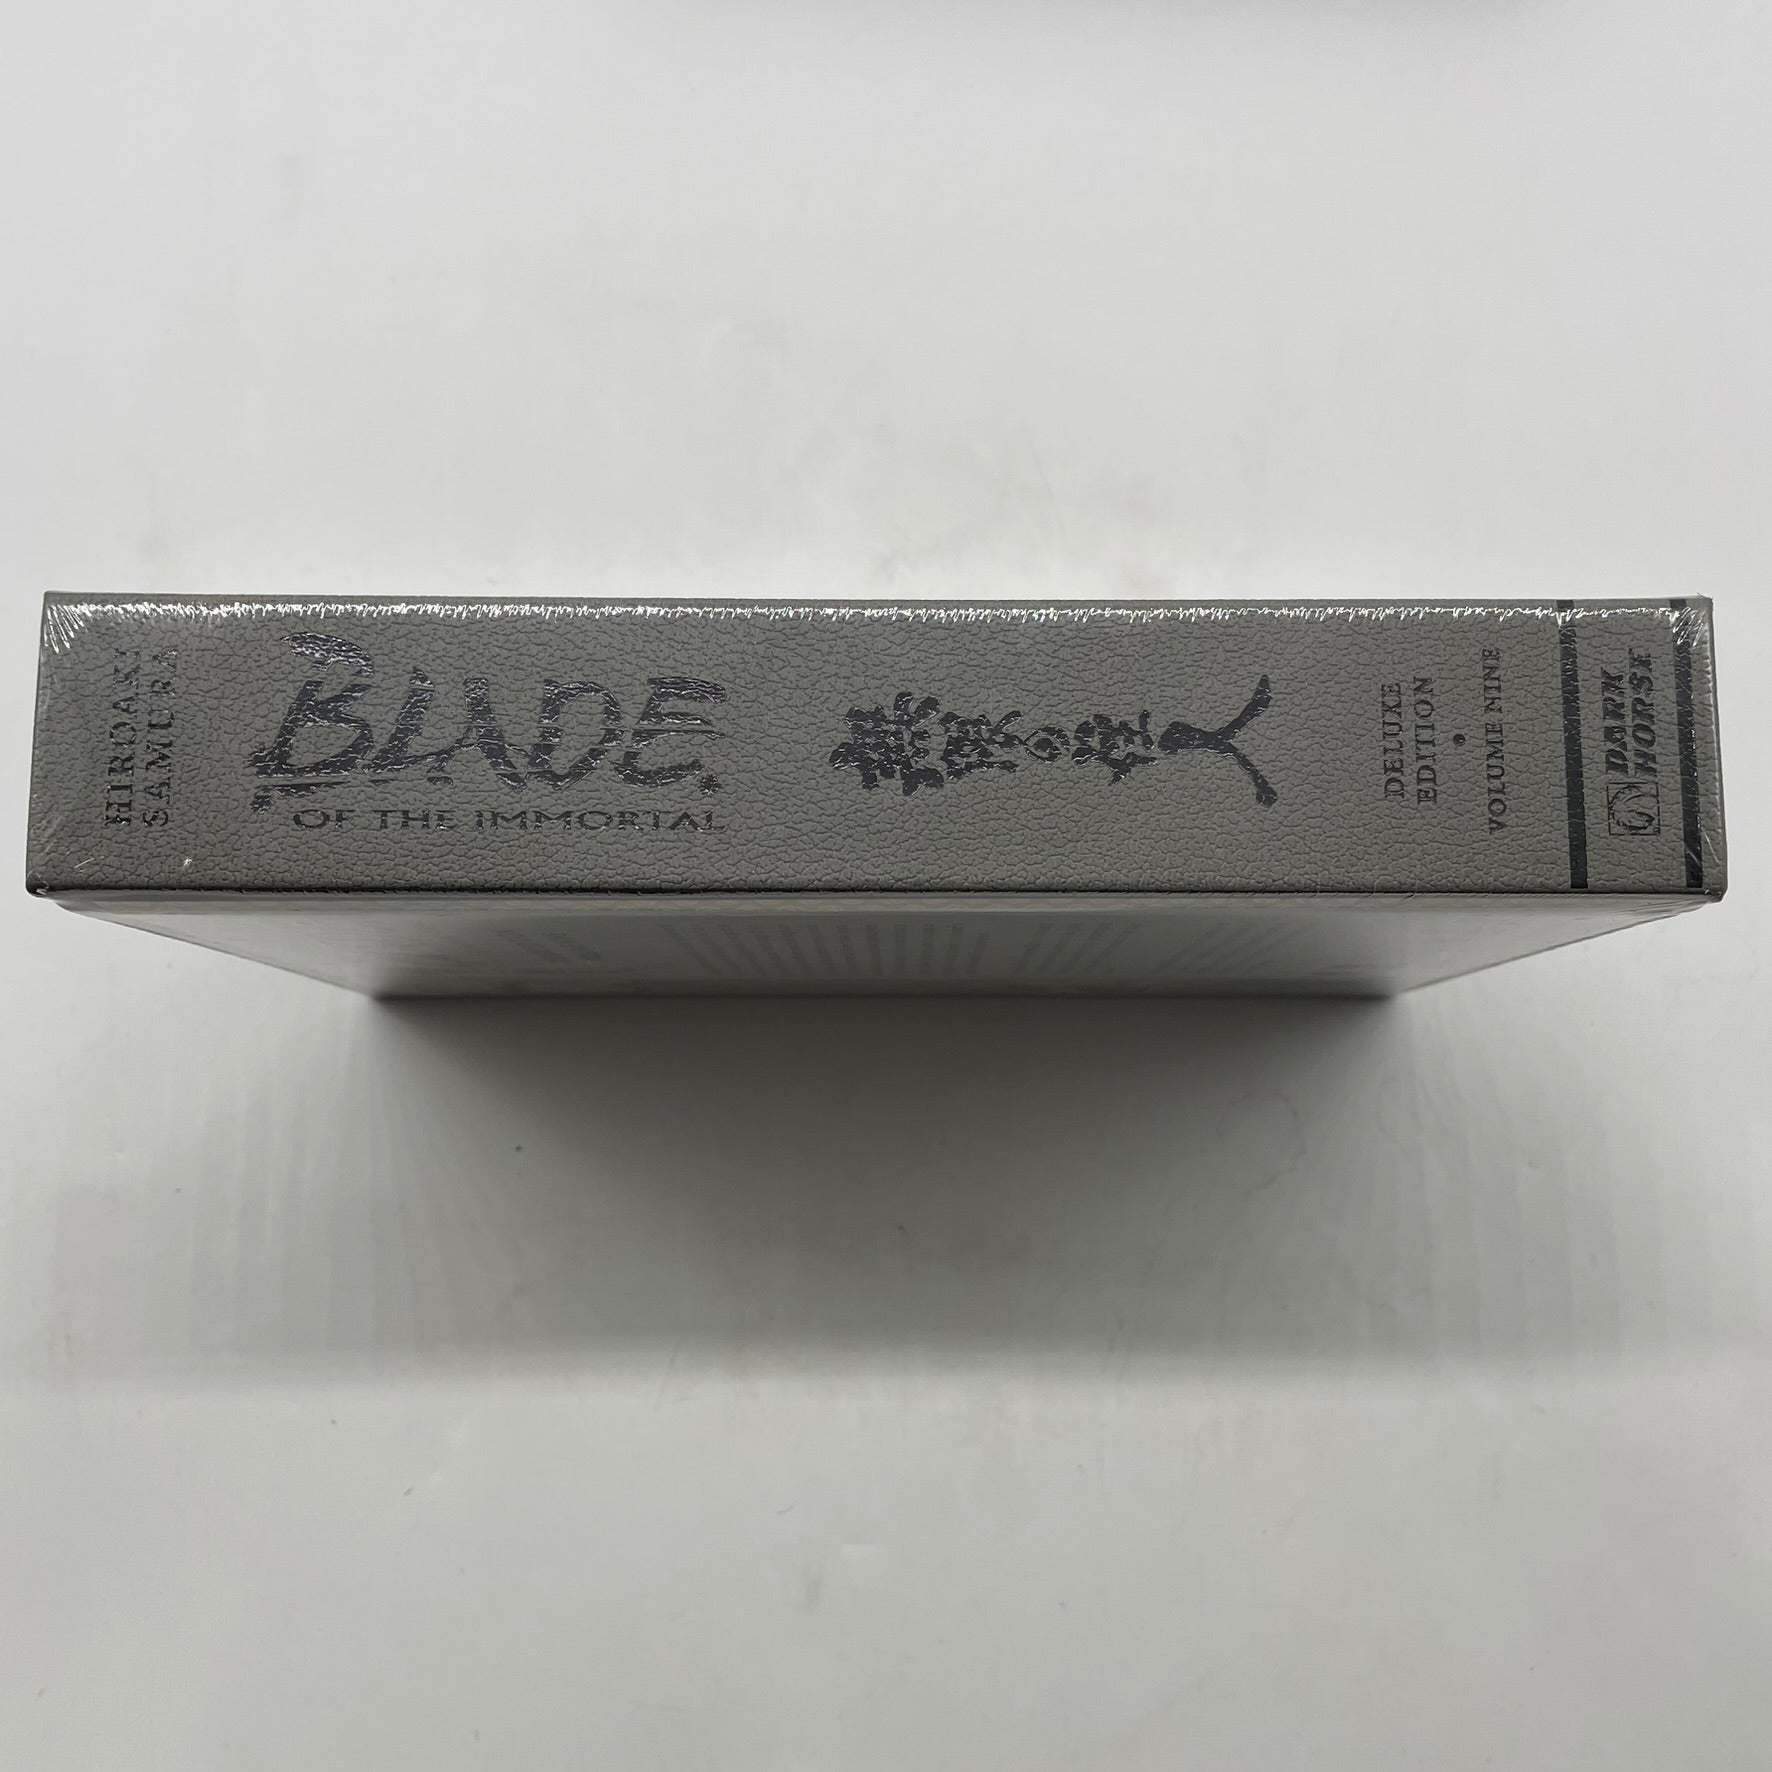 HIROAKI
SAMURA
BLADE
OF THE IMMORTAL
無限の住人
DELUXE
EDITION
•
VOLUME NINE
DARK
HORSE